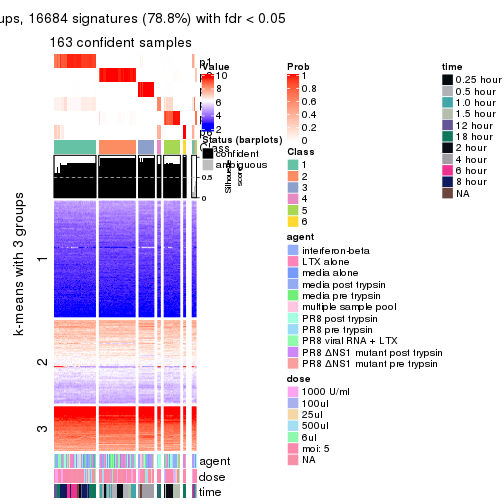 ups, 16684 signatures (78.8%) with fdr < 0.05
163 confident samples
k-means with 3 groups
1
2
3
p1
Value
10
8
6
4
2
Status (barplots)
confident
ambiguous
1
0.5
0
agent
dose
time
Prob
1
0.8
0.6
0.4
0.2
0
Class
1
2
3
4
5
6
agent
interferon-beta
LTX alone
media alone
media post trypsin
media pre trypsin
multiple sample pool
PR8 post trypsin
PR8 pre trypsin
PR8 viral RNA + LTX
PR8 ΔNS1 mutant post trypsin
PR8 ΔNS1 mutant pre trypsin
dose
1000 U/ml
100ul
25ul
500ul
6ul
moi: 5
NA
time
0.25 hour
0.5 hour
1.0 hour
1.5 hour
12 hour
18 hour
2 hour
4 hour
6 hour
8 hour
NA